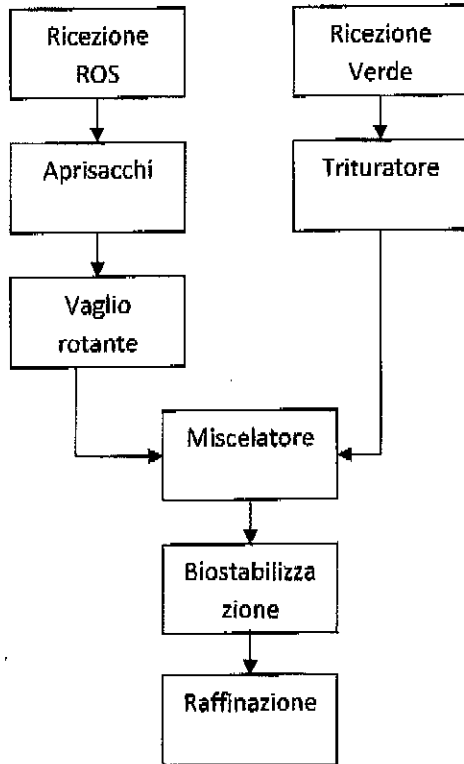 Ricezione
ROS
Ricezione
Verde
Aprisacchi
Trituratore
Vaglio
rotante
Miscelatore
Biostabilizza
zione
Raffinazione